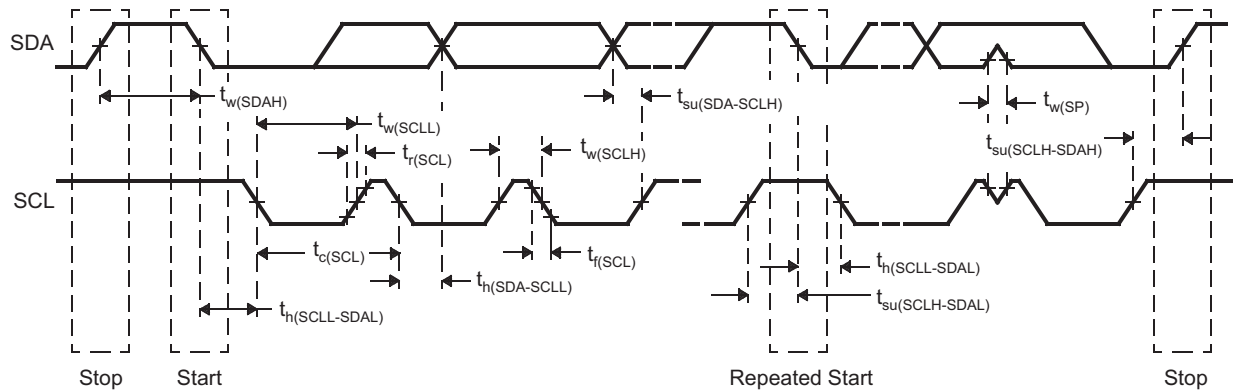 SDA
t_w(SDAH)
t_w(SCLL)
t_r(SCL)
t_w(SCLH)
t_su(SDA-SCLH)
t_w(SP)
t_su(SCLH-SDAH)
SCL
t_c(SCL)
t_h(SDA-SCLL)
t_f(SCL)
t_h(SCLL-SDAL)
t_su(SCLH-SDAL)
t_h(SCLL-SDAL)
Stop
Start
Repeated Start
Stop